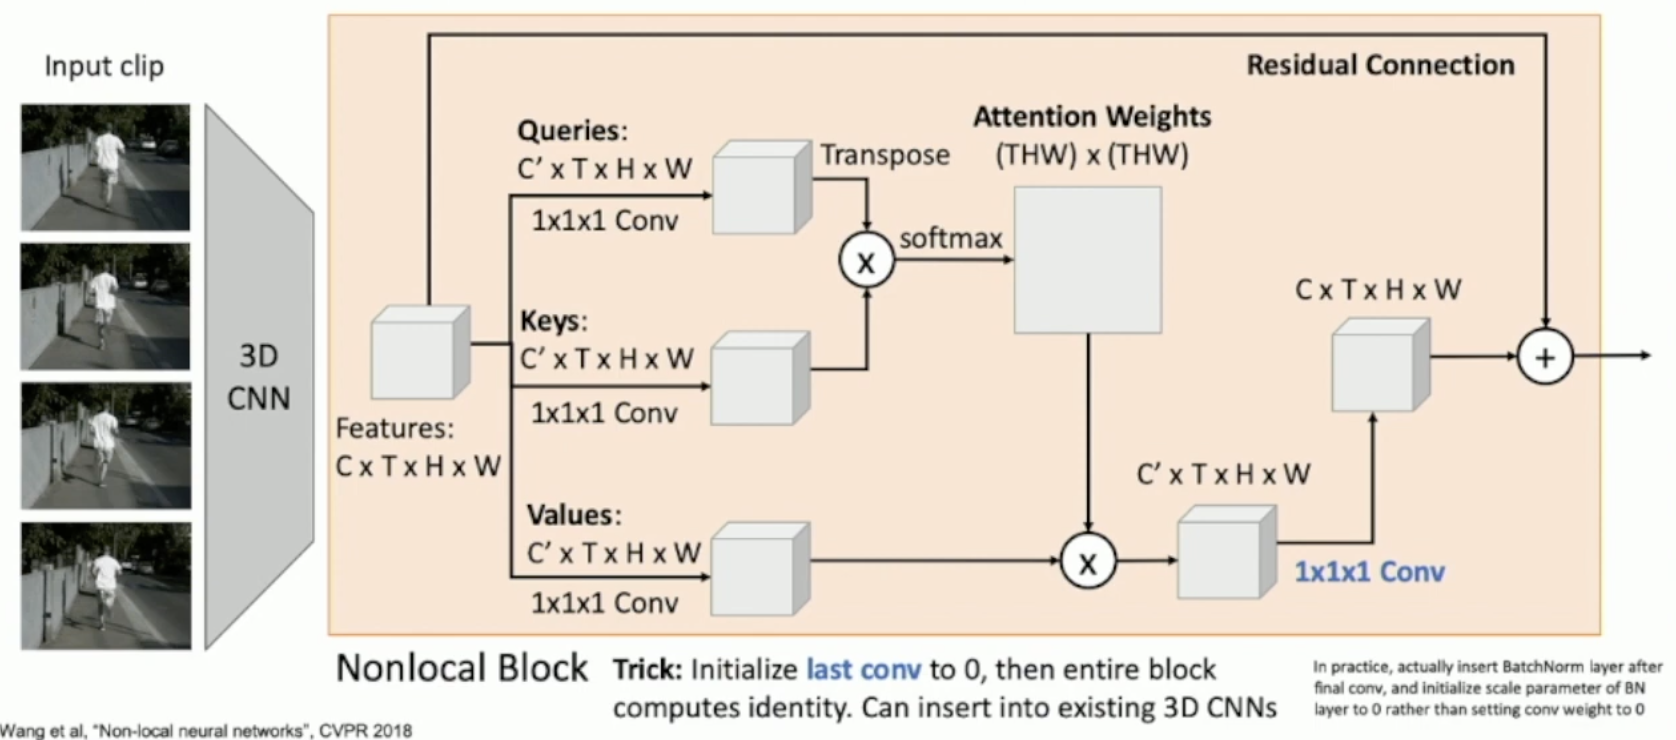 Input clip
3D
CNN
Residual Connection
Queries:
C' x T x H x W
1x1x1 Conv
Transpose
Attention Weights
(THW) x (THW)
x
softmax
Keys:
C' x T x H x W
1x1x1 Conv
Features:
C x T x H x W
Values:
C' x T x H x W
1x1x1 Conv
x
C' x T x H x W
1x1x1 Conv
C x T x H x W
+
Nonlocal Block
Trick: Initialize last conv to 0, then entire block
computes identity. Can insert into existing 3D CNNs
In practice, actually insert BatchNorm layer after
final conv, and initialize scale parameter of BN
layer to 0 rather than setting conv weight to 0
Wang et al, "Non-local neural networks", CVPR 2018